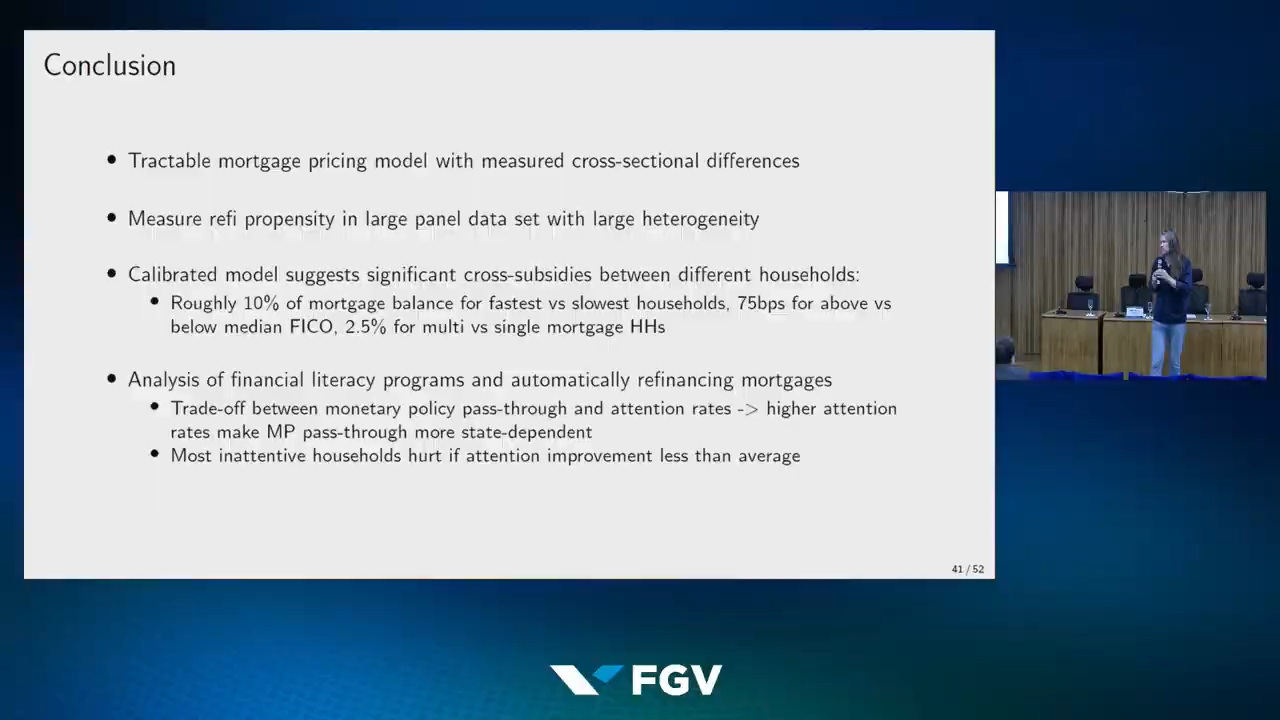 Conclusion
• Tractable mortgage pricing model with measured cross-sectional differences
• Measure refi propensity in large panel data set with large heterogeneity
• Calibrated model suggests significant cross-subsidies between different households:
• Roughly 10% of mortgage balance for fastest vs slowest households, 75bps for above vs
below median FICO, 2.5% for multi vs single mortgage HHs
• Analysis of financial literacy programs and automatically refinancing mortgages
• Trade-off between monetary policy pass-through and attention rates -> higher attention
rates make MP pass-through more state-dependent
• Most inattentive households hurt if attention improvement less than average
41 / 52
FGV